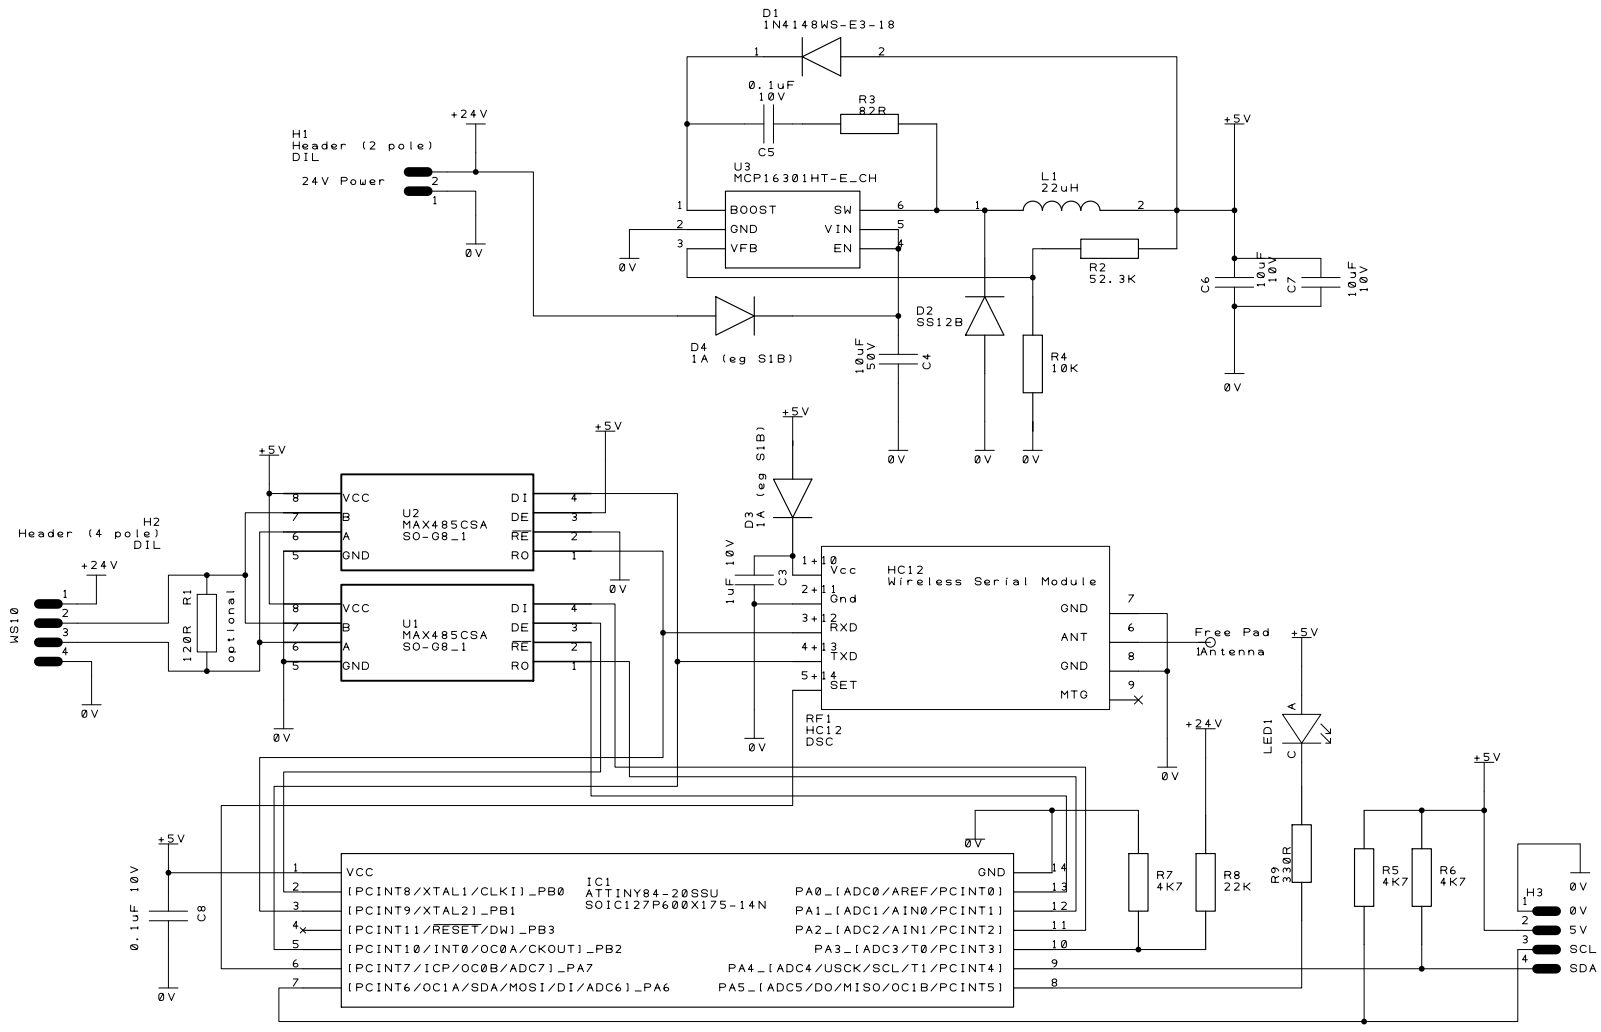 D1
1N4148WS-E3-18
1
2
0.1uF
10V
C5
R3
82R
+24V
H1
Header (2 pole)
DIL
24V Power
2
1
0V
+5V
U3
MCP16301HT-E_CH
1 BOOST SW 6
2 GND VIN 5
3 VFB EN 4
0V
L1
22uH
1
2
R2
52.3K
C6
10uF
10V
C7
10uF
10V
0V
D2
SS12B
D4
1A (eg S1B)
10uF
50V
C4
R4
10K
0V
0V
0V
+5V
+5V
+5V
D3
1A (eg S1B)
8 VCC DI 4
7 B DE 3
6 A RE 2
5 GND RO 1
U2
MAX485CSA
SO-G8_1
0V
H2
Header (4 pole)
DIL
+24V
WS10
1
2
3
4
0V
R1
120R
optional
8 VCC DI 4
7 B DE 3
6 A RE 2
5 GND RO 1
U1
MAX485CSA
SO-G8_1
0V
1uF 10V
C3
0V
HC12
Wireless Serial Module
1+10 Vcc
2+11 Gnd
3+12 RXD
4+13 TXD
5+14 SET
GND 7
ANT 6
GND 8
MTG 9
RF1
HC12
DSC
Free Pad
1
Antenna
0V
+5V
LED1
A
C
R9
330R
+24V
R7
4K7
R8
22K
0V
+5V
R5
4K7
R6
4K7
0V
H3
1 0V
2 5V
3 SCL
4 SDA
+5V
0.1uF 10V
C8
0V
IC1
ATTINY84-20SSU
SOIC127P600X175-14N
1 VCC GND 14
2 [PCINT8/XTAL1/CLKI]_PB0 PA0_[ADC0/AREF/PCINT0] 13
3 [PCINT9/XTAL2]_PB1 PA1_[ADC1/AIN0/PCINT1] 12
4 [PCINT11/RESET/DW]_PB3 PA2_[ADC2/AIN1/PCINT2] 11
5 [PCINT10/INT0/OC0A/CKOUT]_PB2 PA3_[ADC3/T0/PCINT3] 10
6 [PCINT7/ICP/OC0B/ADC7]_PA7 PA4_[ADC4/USCK/SCL/T1/PCINT4] 9
7 [PCINT6/OC1A/SDA/MOSI/DI/ADC6]_PA6 PA5_[ADC5/DO/MISO/OC1B/PCINT5] 8